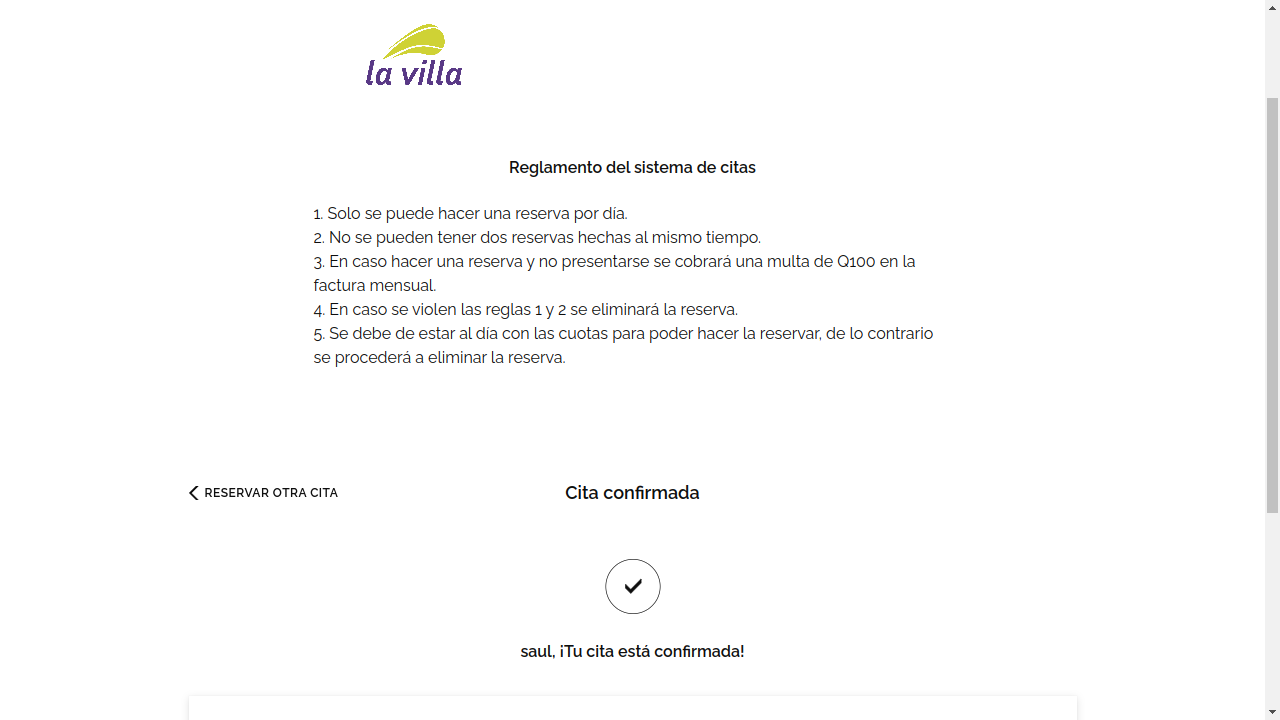 la villa
Reglamento del sistema de citas
1. Solo se puede hacer una reserva por día.
2. No se pueden tener dos reservas hechas al mismo tiempo.
3. En caso hacer una reserva y no presentarse se cobrará una multa de Q100 en la
factura mensual.
4. En caso se violen las reglas 1 y 2 se eliminará la reserva.
5. Se debe de estar al día con las cuotas para poder hacer la reservar, de lo contrario
se procederá a eliminar la reserva.
RESERVAR OTRA CITA
Cita confirmada
saul, ¡Tu cita está confirmada!